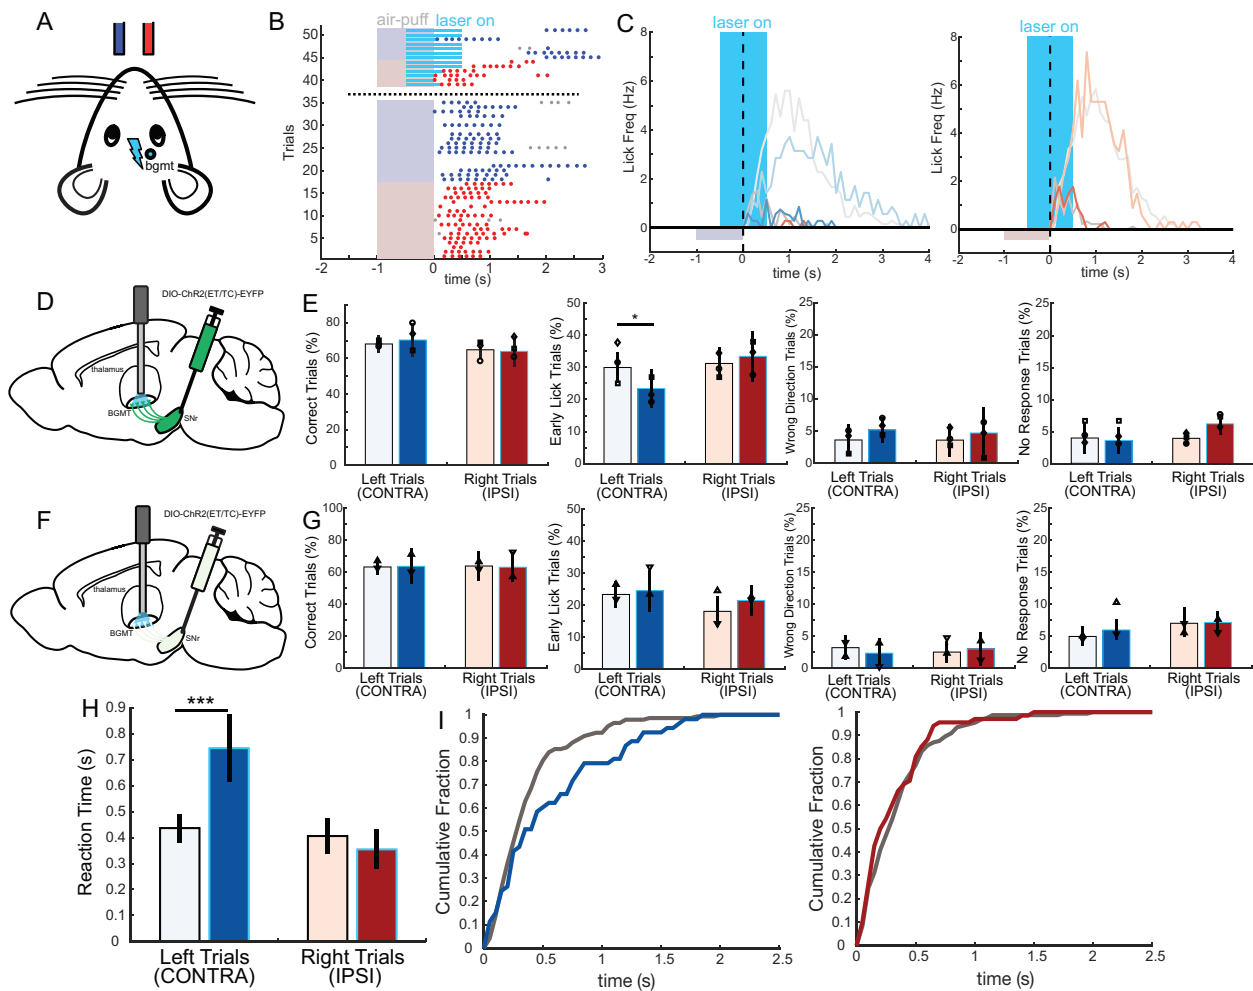 A
bgmt
B
air-puff
laser on
Trials
50
45
40
35
30
25
20
15
10
5
-2
-1
0
1
2
3
time (s)
C
laser on
Lick Freq (Hz)
8
6
4
2
0
-2
-1
0
1
2
3
4
time (s)
laser on
Lick Freq (Hz)
8
6
4
2
0
-2
-1
0
1
2
3
4
time (s)
D
DIO-ChR2(ET/TC)-EYFP
thalamus
BGMT
SNr
E
Correct Trials (%)
80
60
40
20
0
Left Trials
(CONTRA)
Right Trials
(IPSI)
Early Lick Trials (%)
50
40
30
20
10
0
*
Left Trials
(CONTRA)
Right Trials
(IPSI)
Wrong Direction Trials (%)
25
20
15
10
5
0
Left Trials
(CONTRA)
Right Trials
(IPSI)
No Response Trials (%)
25
20
15
10
5
0
Left Trials
(CONTRA)
Right Trials
(IPSI)
F
DIO-ChR2(ET/TC)-EYFP
thalamus
BGMT
SNr
G
Correct Trials (%)
100
80
60
40
20
0
Left Trials
(CONTRA)
Right Trials
(IPSI)
Early Lick Trials (%)
50
40
30
20
10
0
Left Trials
(CONTRA)
Right Trials
(IPSI)
Wrong Direction Trials (%)
25
20
15
10
5
0
Left Trials
(CONTRA)
Right Trials
(IPSI)
No Response Trials (%)
25
20
15
10
5
0
Left Trials
(CONTRA)
Right Trials
(IPSI)
H
Reaction Time (s)
0.9
0.8
0.7
0.6
0.5
0.4
0.3
0.2
0.1
0
***
Left Trials
(CONTRA)
Right Trials
(IPSI)
I
Cumulative Fraction
1
0.9
0.8
0.7
0.6
0.5
0.4
0.3
0.2
0.1
0
0
0.5
1
1.5
2
2.5
time (s)
Cumulative Fraction
1
0.9
0.8
0.7
0.6
0.5
0.4
0.3
0.2
0.1
0
0
0.5
1
1.5
2
2.5
time (s)